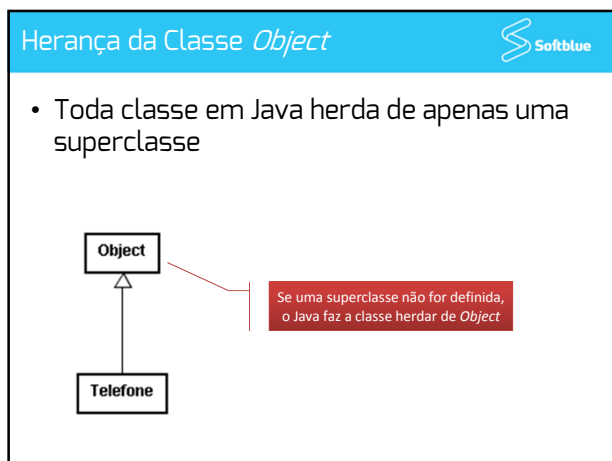 Herança da Classe Object
Softblue
• Toda classe em Java herda de apenas uma
superclasse
Object
Se uma superclasse não for definida,
o Java faz a classe herdar de Object
Telefone